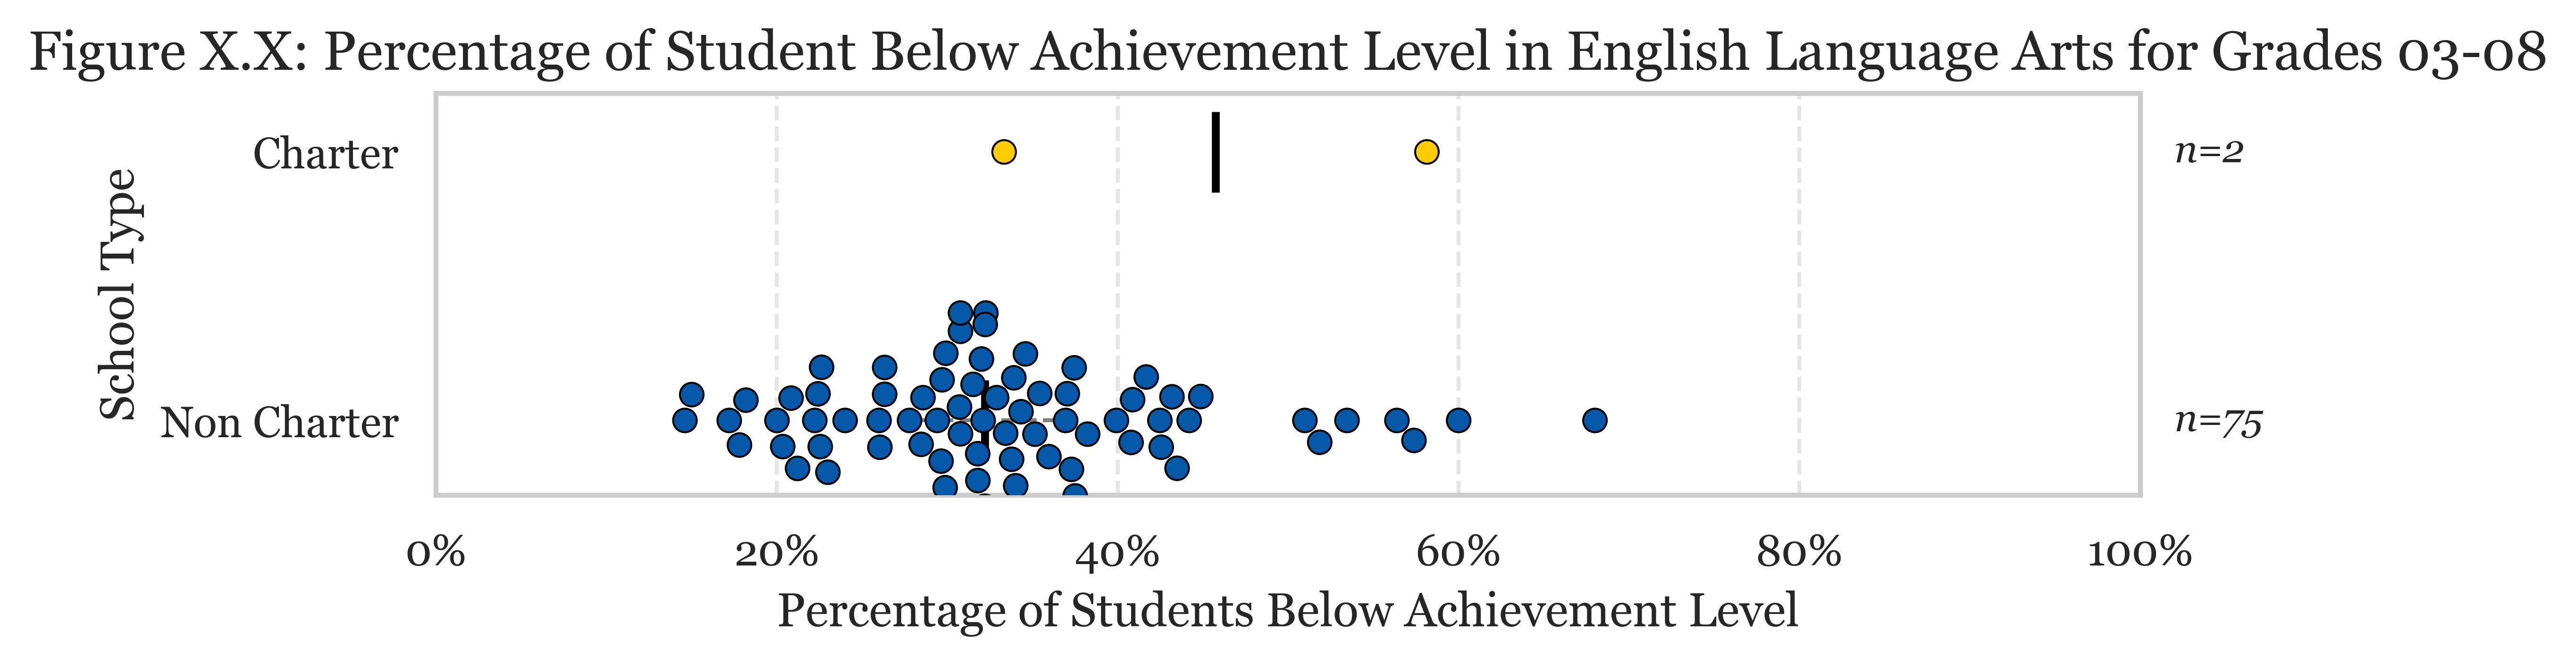 Figure X.X: Percentage of Student Below Achievement Level in English Language Arts for Grades 03-08
School Type
Charter
n=2
Non Charter
n=75
0% 20% 40% 60% 80% 100%
Percentage of Students Below Achievement Level